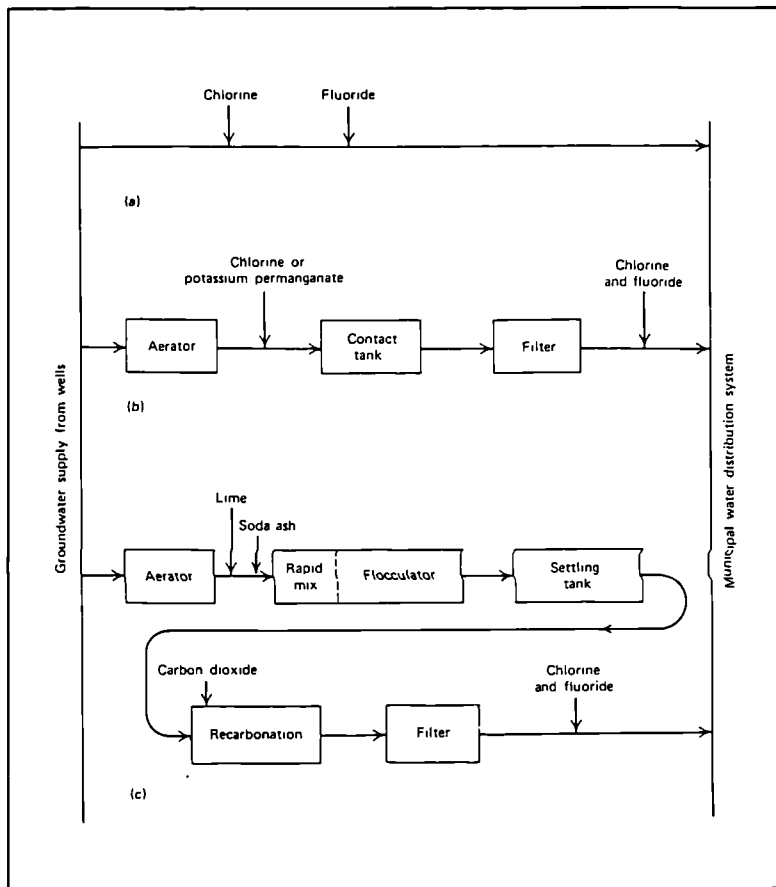 Chlorine
Fluoride
(a)
Chlorine or
potassium permanganate
Chlorine
and fluoride
Aerator
Contact
tank
Filter
(b)
Groundwater supply from wells
Municipal water distribution system
Lime
Soda ash
Aerator
Rapid
mix
Flocculator
Settling
tank
Carbon dioxide
Chlorine
and fluoride
Recarbonation
Filter
(c)